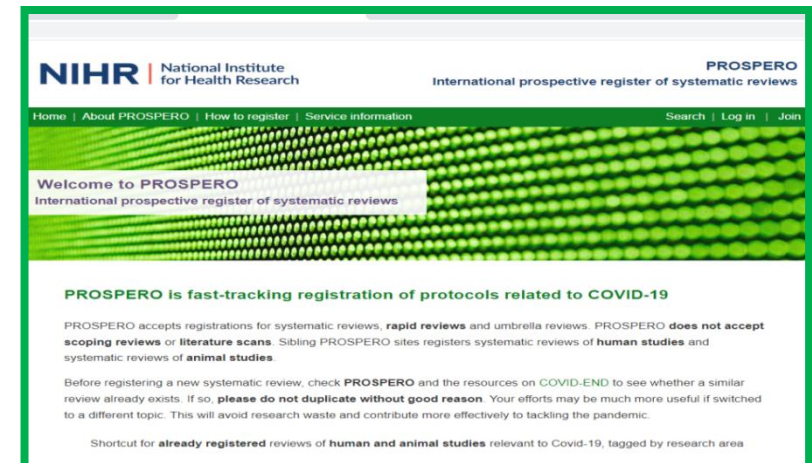 NIHR | National Institute
for Health Research
PROSPERO
International prospective register of systematic reviews
Home | About PROSPERO | How to register | Service information Search | Log in | Join
Welcome to PROSPERO
International prospective register of systematic reviews
PROSPERO is fast-tracking registration of protocols related to COVID-19
PROSPERO accepts registrations for systematic reviews, rapid reviews and umbrella reviews. PROSPERO does not accept
scoping reviews or literature scans. Sibling PROSPERO sites registers systematic reviews of human studies and
systematic reviews of animal studies.
Before registering a new systematic review, check PROSPERO and the resources on COVID-END to see whether a similar
review already exists. If so, please do not duplicate without good reason. Your efforts may be much more useful if switched
to a different topic. This will avoid research waste and contribute more effectively to tackling the pandemic.
Shortcut for already registered reviews of human and animal studies relevant to Covid-19, tagged by research area